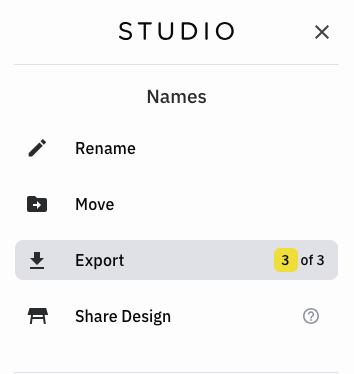 STUDIO
Names
Rename
Move
Export 3 of 3
Share Design ?